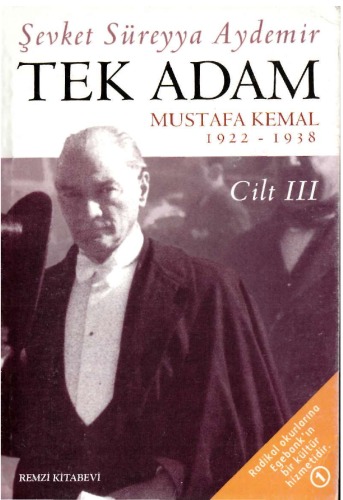 Şevket Süreyya Aydemir
TEK ADAM
MUSTAFA KEMAL
1922 - 1938
Cilt III
Radikal okurlarına
Egebank'ın
bir kültür
hizmetidir.
1
REMZİ KİTABEVİ